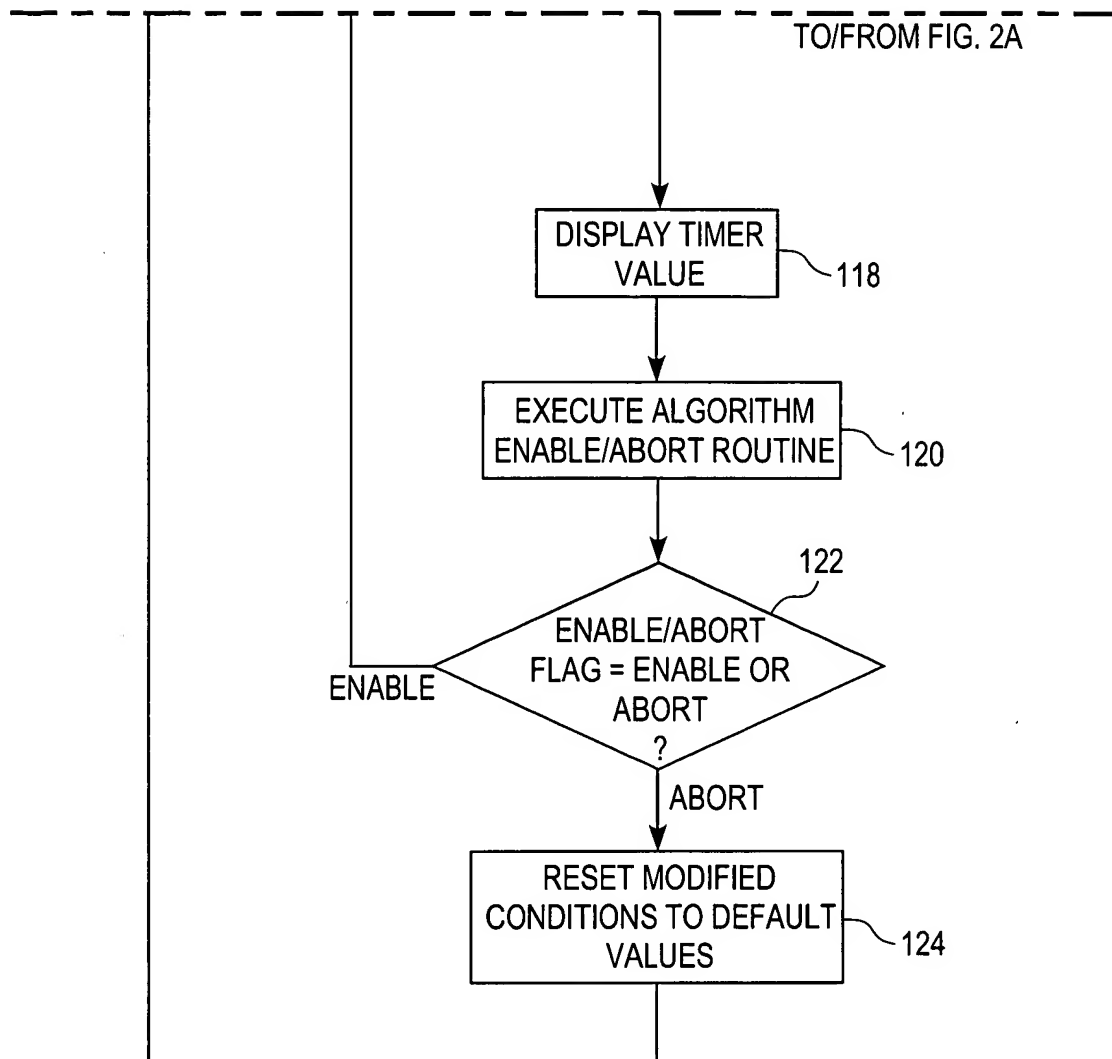 TO/FROM FIG. 2A
DISPLAY TIMER
VALUE
118
EXECUTE ALGORITHM
ENABLE/ABORT ROUTINE
120
122
ENABLE/ABORT
FLAG = ENABLE OR
ABORT
?
ENABLE
ABORT
RESET MODIFIED
CONDITIONS TO DEFAULT
VALUES
124